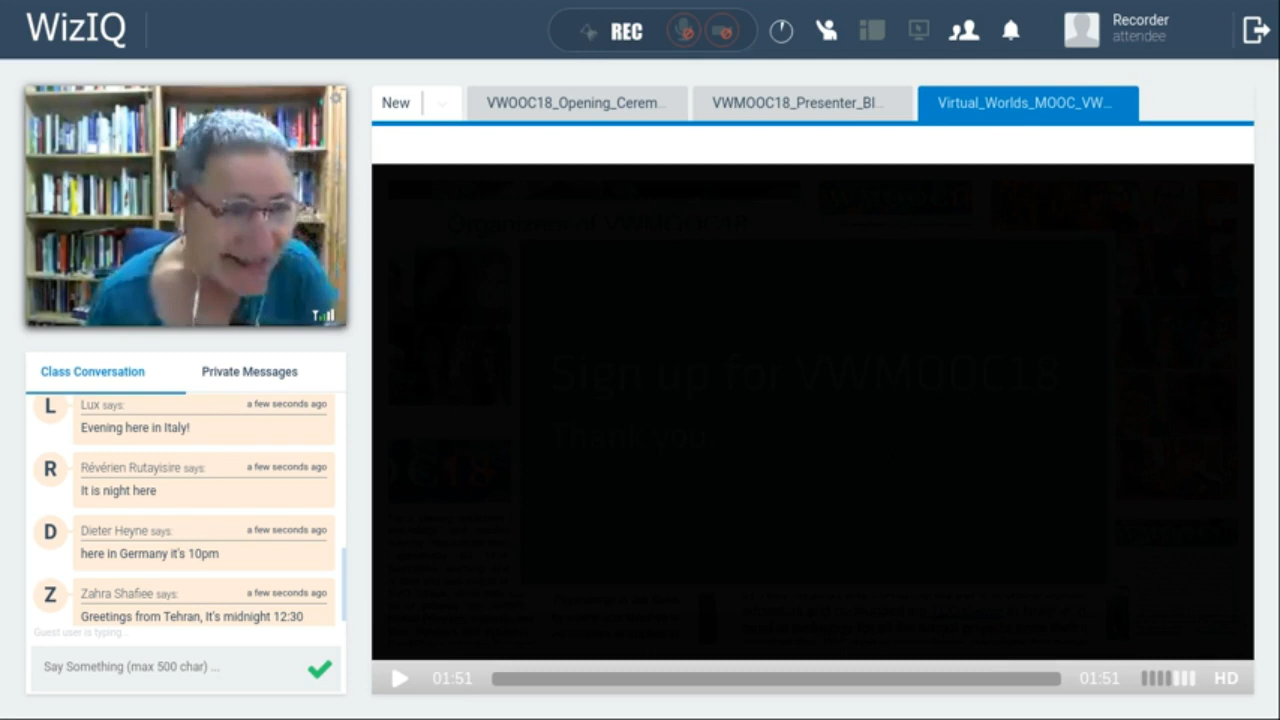 WizIQ
REC
Recorder
attendee
New
VWOOC18_Opening_Cerem...
VWMOOC18_Presenter_Bl...
Virtual_Worlds_MOOC_VW...
Organizers of VWMOOC18
Sign up for VWMOOC18
Thank you
Class Conversation
Private Messages
L
Lux says:
a few seconds ago
Evening here in Italy!
R
Révérien Rutayisire says:
a few seconds ago
It is night here
D
Dieter Heyne says:
a few seconds ago
here in Germany it's 10pm
Z
Zahra Shafiee says:
a few seconds ago
Greetings from Tehran, It's midnight 12:30
Guest user is typing...
Say Something (max 500 char) ...
01:51
01:51
HD